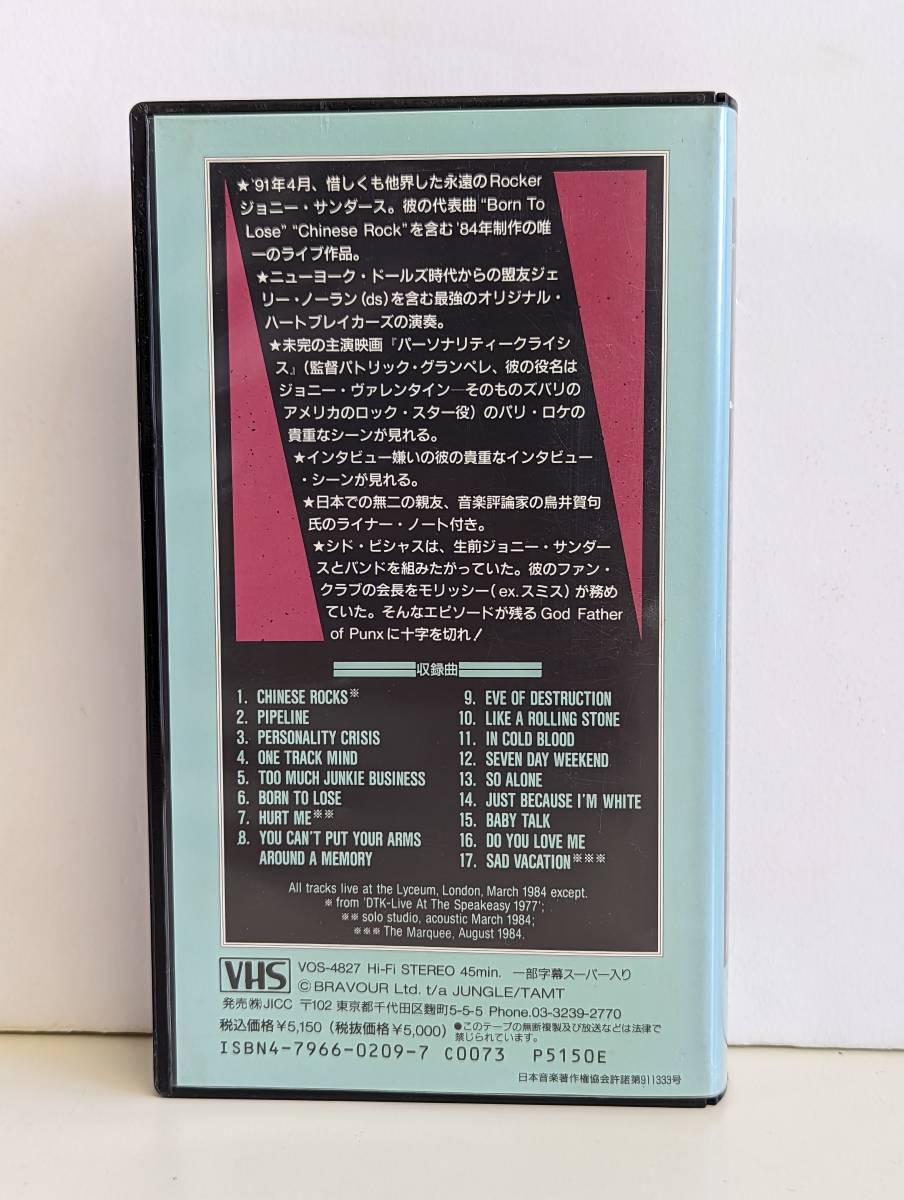 ★'91年4月、惜しくも他界した永遠のRocker
ジョニー・サンダース。彼の代表曲“Born To
Lose”“Chinese Rock”を含む'84年制作の唯
一のライブ作品。
★ニューヨーク・ドールズ時代からの盟友ジェ
リー・ノーラン(ds)を含む最強のオリジナル・
ハートブレイカーズの演奏。
★未完の主演映画『パーソナリティークライシ
ス』(監督パトリック・グランペレ、彼の役名は
ジョニー・ヴァレンタイン―そのものズバリの
アメリカのロック・スター役)のパリ・ロケの
貴重なシーンが見れる。
★インタビュー嫌いの彼の貴重なインタビュー
・シーンが見れる。
★日本での無二の親友、音楽評論家の鳥井賀句
氏のライナー・ノート付き。
★シド・ビシャスは、生前ジョニー・サンダー
スとバンドを組みたがっていた。彼のファン・
クラブの会長をモリッシー(ex.スミス)が務め
ていた。そんなエピソードが残るGod Father
of Punxに十字を切れ!
収録曲
1. CHINESE ROCKS※
2. PIPELINE
3. PERSONALITY CRISIS
4. ONE TRACK MIND
5. TOO MUCH JUNKIE BUSINESS
6. BORN TO LOSE
7. HURT ME※※
8. YOU CAN'T PUT YOUR ARMS
AROUND A MEMORY
9. EVE OF DESTRUCTION
10. LIKE A ROLLING STONE
11. IN COLD BLOOD
12. SEVEN DAY WEEKEND
13. SO ALONE
14. JUST BECAUSE I'M WHITE
15. BABY TALK
16. DO YOU LOVE ME
17. SAD VACATION※※※
All tracks live at the Lyceum, London, March 1984 except.
※ from 'DTK-Live At The Speakeasy 1977';
※※ solo studio, acoustic March 1984;
※※※ The Marquee, August 1984.
VHS VOS-4827 Hi-Fi STEREO 45min. 一部字幕スーパー入り
©BRAVOUR Ltd. t/a JUNGLE/TAMT
発売㈱JICC 〒102 東京都千代田区麹町5-5-5 Phone.03-3239-2770
税込価格¥5,150(税抜価格¥5,000) ●このテープの無断複製及び放送などは法律で
禁じられています。
ISBN4-7966-0209-7 C0073 P5150E
日本音楽著作権協会許諾第911333号